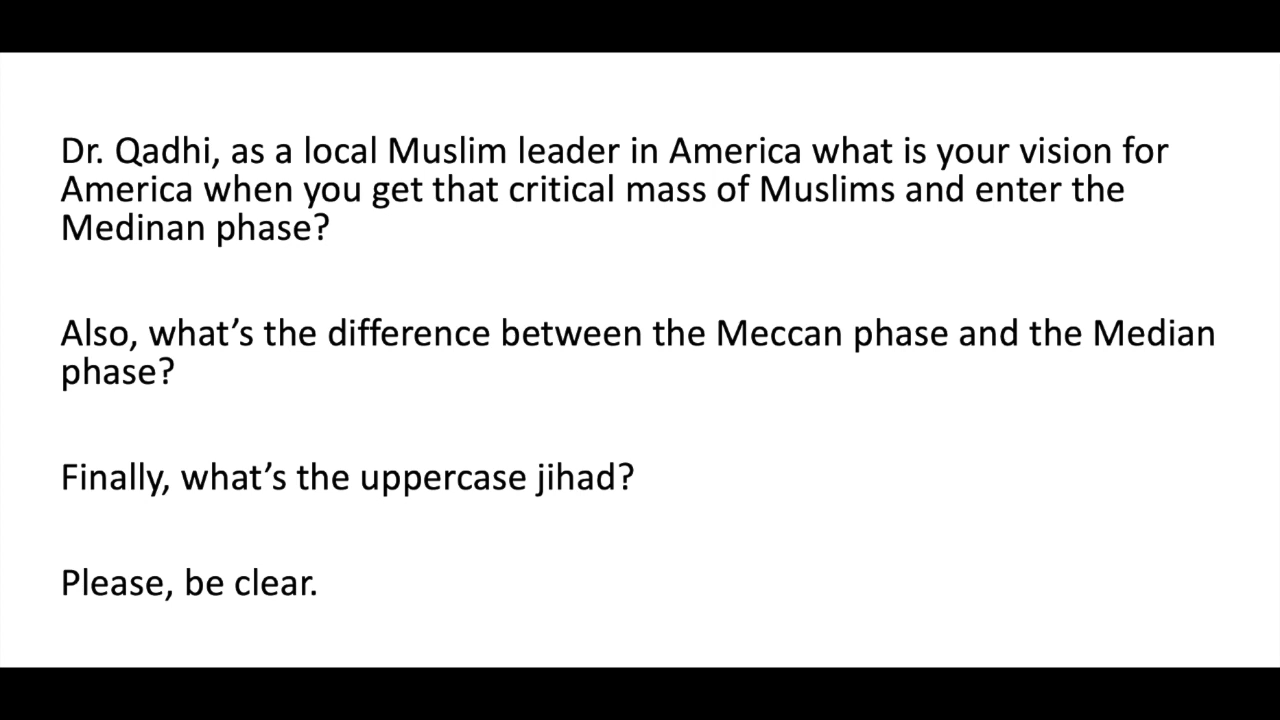 Dr. Qadhi, as a local Muslim leader in America what is your vision for
America when you get that critical mass of Muslims and enter the
Medinan phase?
Also, what’s the difference between the Meccan phase and the Median
phase?
Finally, what’s the uppercase jihad?
Please, be clear.